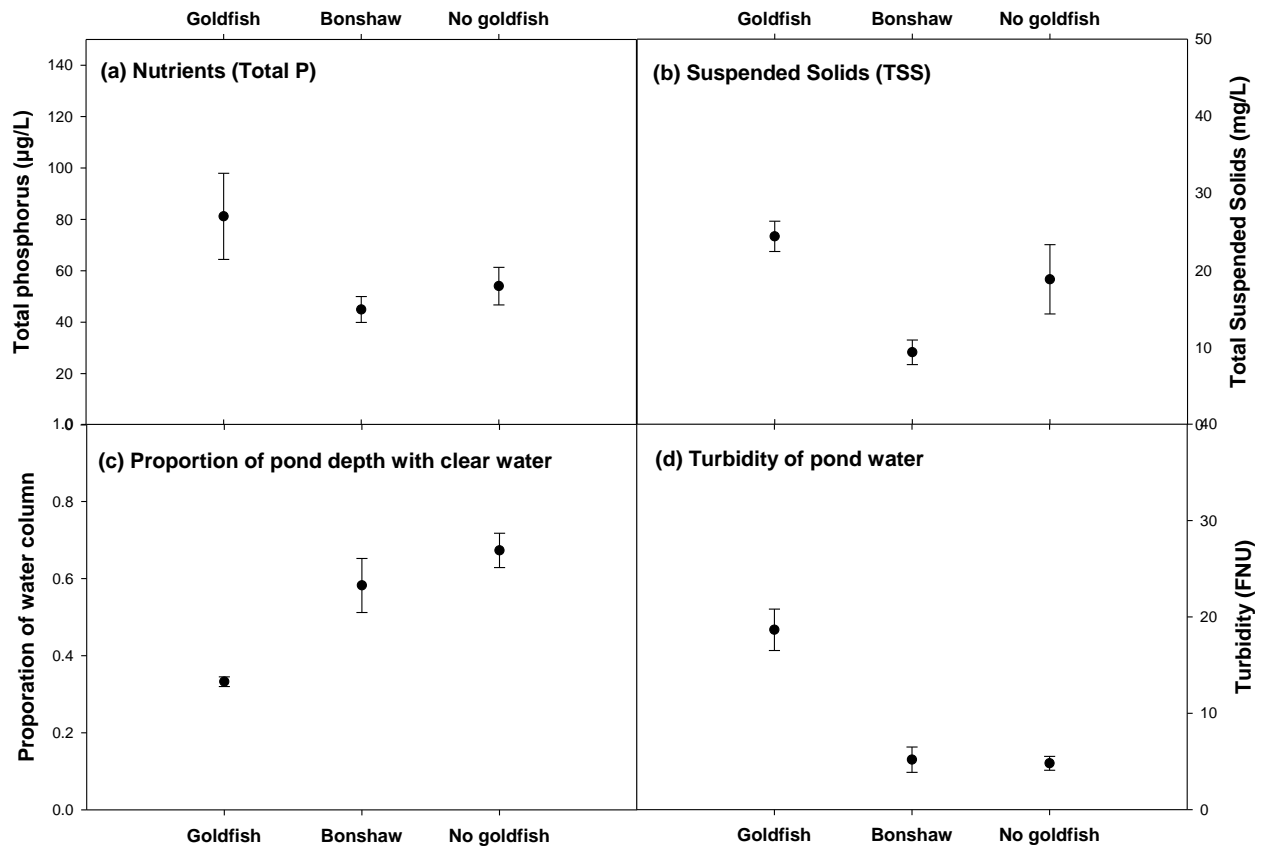 Goldfish Bonshaw No goldfish Goldfish Bonshaw No goldfish
(a) Nutrients (Total P)
Total phosphorus (µg/L)
140
120
100
80
60
40
20
0
(b) Suspended Solids (TSS)
Total Suspended Solids (mg/L)
50
40
30
20
10
0
(c) Proportion of pond depth with clear water
Proporation of water column
1.0
0.8
0.6
0.4
0.2
0.0
(d) Turbidity of pond water
Turbidity (FNU)
40
30
20
10
0
Goldfish Bonshaw No goldfish Goldfish Bonshaw No goldfish